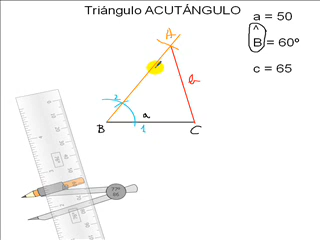 Triángulo ACUTÁNGULO
a = 50
B̂ = 60º
c = 65
A
b
2
a
B
1
C